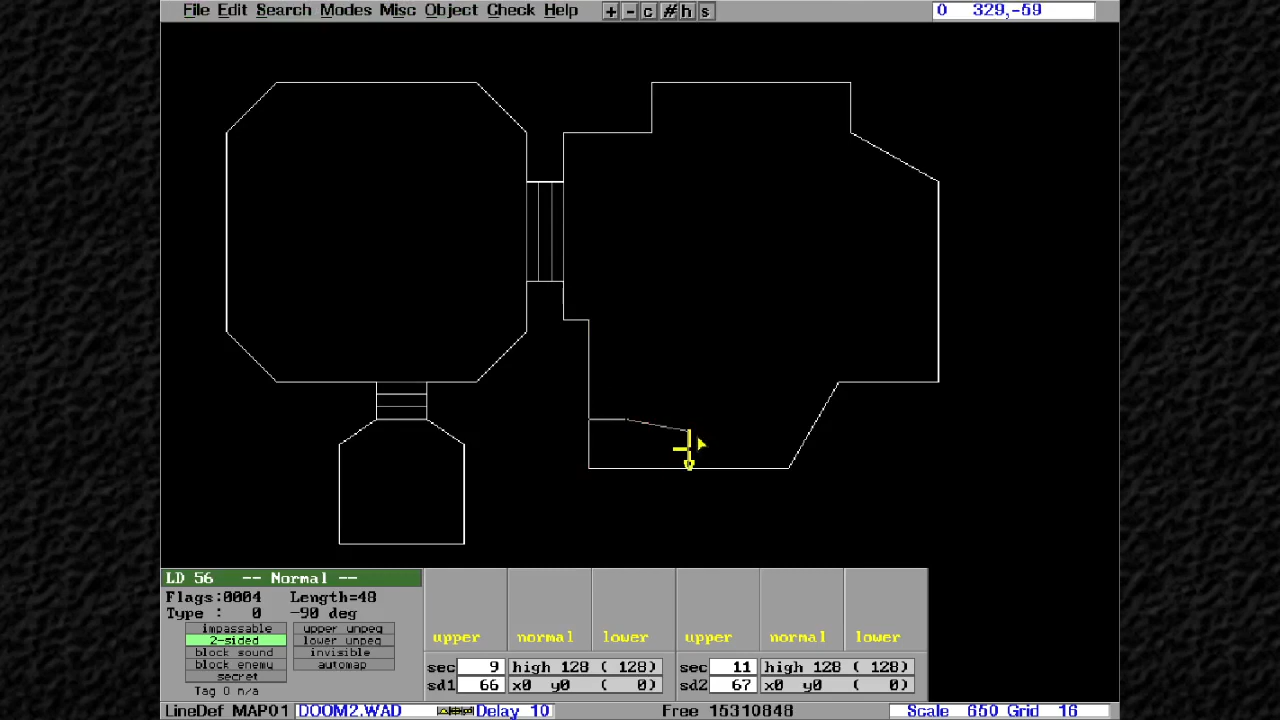 File Edit Search Modes Misc Object Check Help + - c # h s 0 329,-59
LD 56 -- Normal --
Flags:0004 Length=48
Type : 0 -90 deg
impassable upper unpeg
2-sided lower unpeg
block sound invisible
block enemy automap
secret
Tag 0 n/a
upper normal lower upper normal lower
sec 9 high 128 ( 128) sec 11 high 128 ( 128)
sd1 66 x0 y0 ( 0) sd2 67 x0 y0 ( 0)
LineDef MAP01 DOOM2.WAD Delay 10 Free 15310848 Scale 650 Grid 16